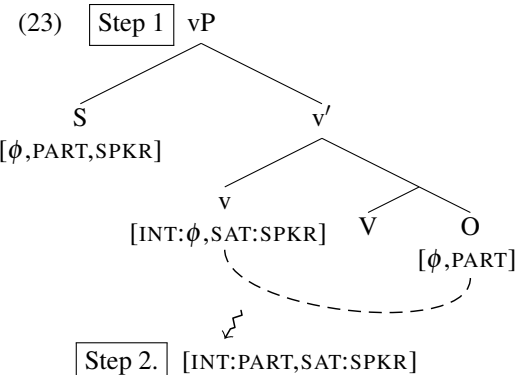 (23) Step 1 vP
S v′
[ϕ,PART,SPKR]
v V O
[INT:ϕ,SAT:SPKR] [ϕ,PART]
Step 2. [INT:PART,SAT:SPKR]